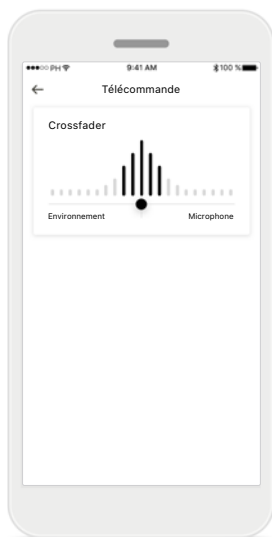 ●●●○○ PH 9:41 AM 100 %
Télécommande
Crossfader
Environnement Microphone